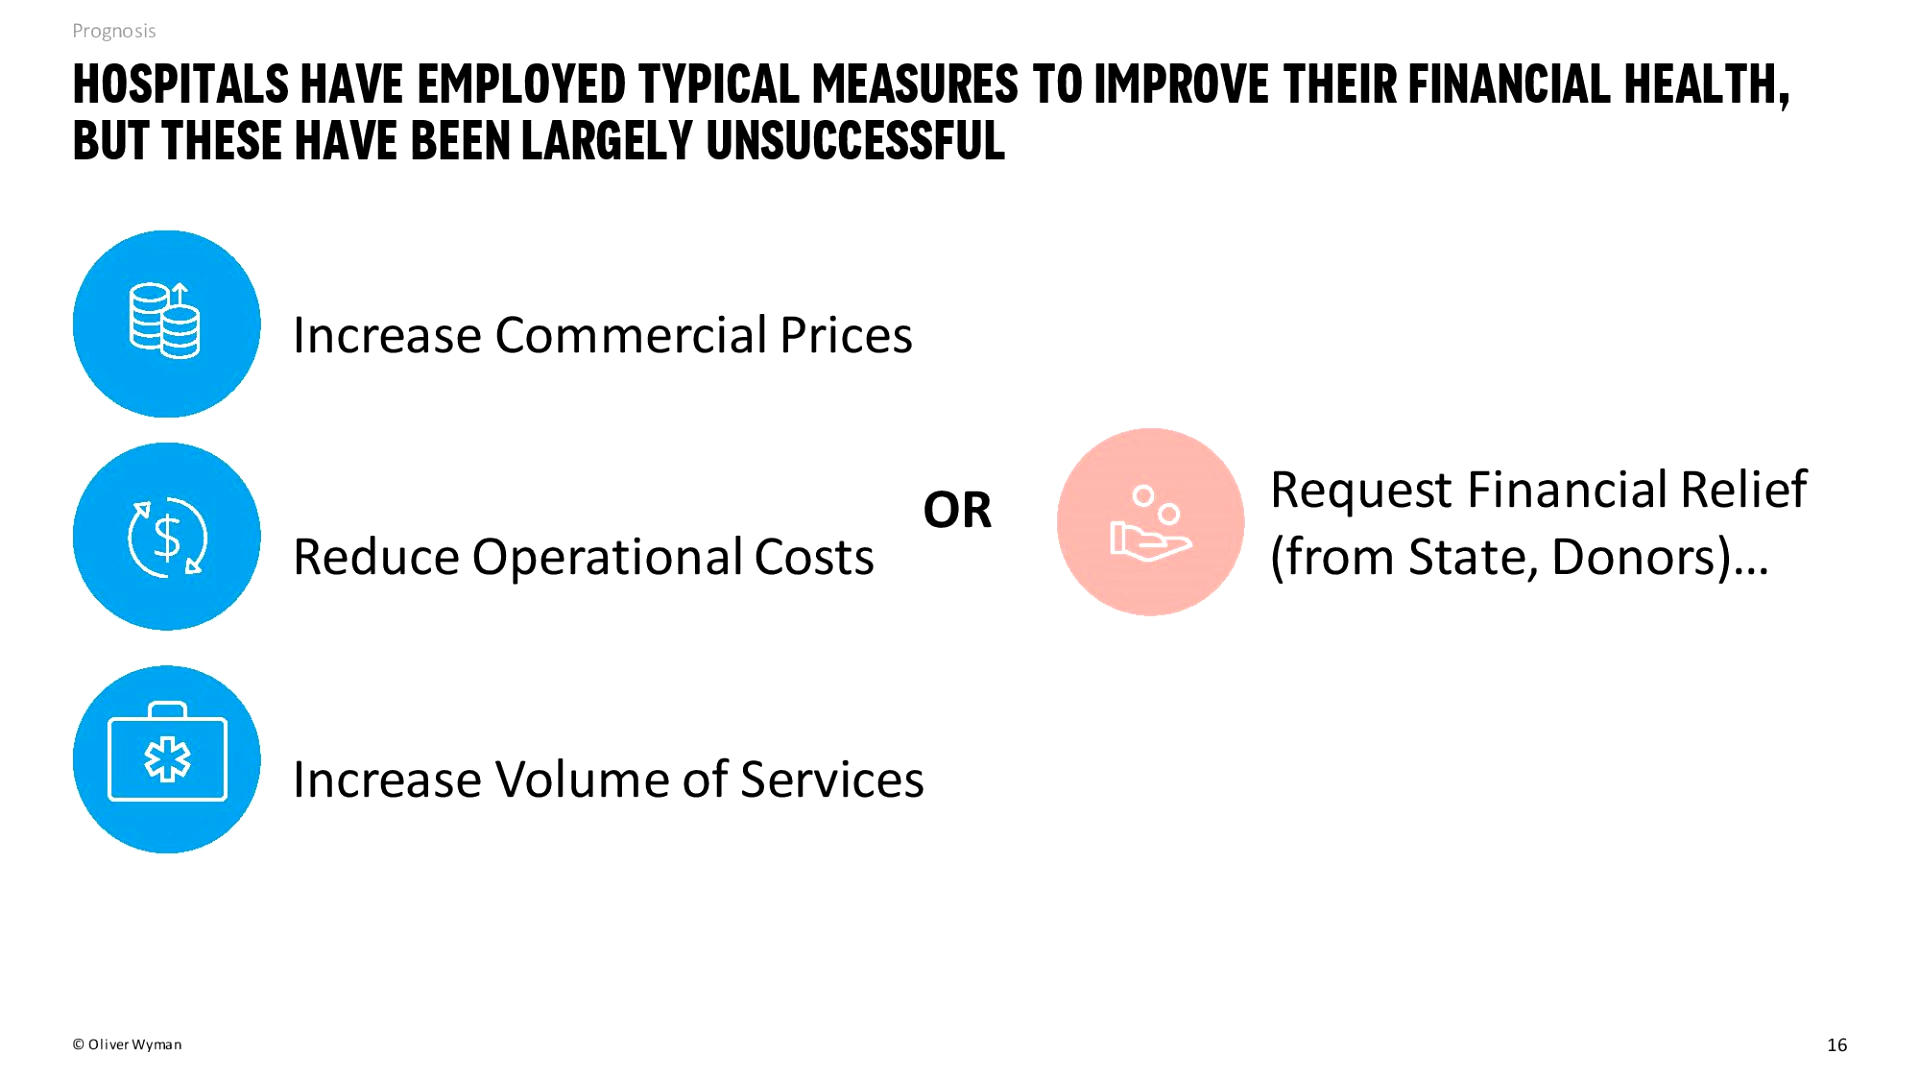 Prognosis
HOSPITALS HAVE EMPLOYED TYPICAL MEASURES TO IMPROVE THEIR FINANCIAL HEALTH,
BUT THESE HAVE BEEN LARGELY UNSUCCESSFUL
Increase Commercial Prices
Reduce Operational Costs
Increase Volume of Services
OR
Request Financial Relief
(from State, Donors)…
© Oliver Wyman
16